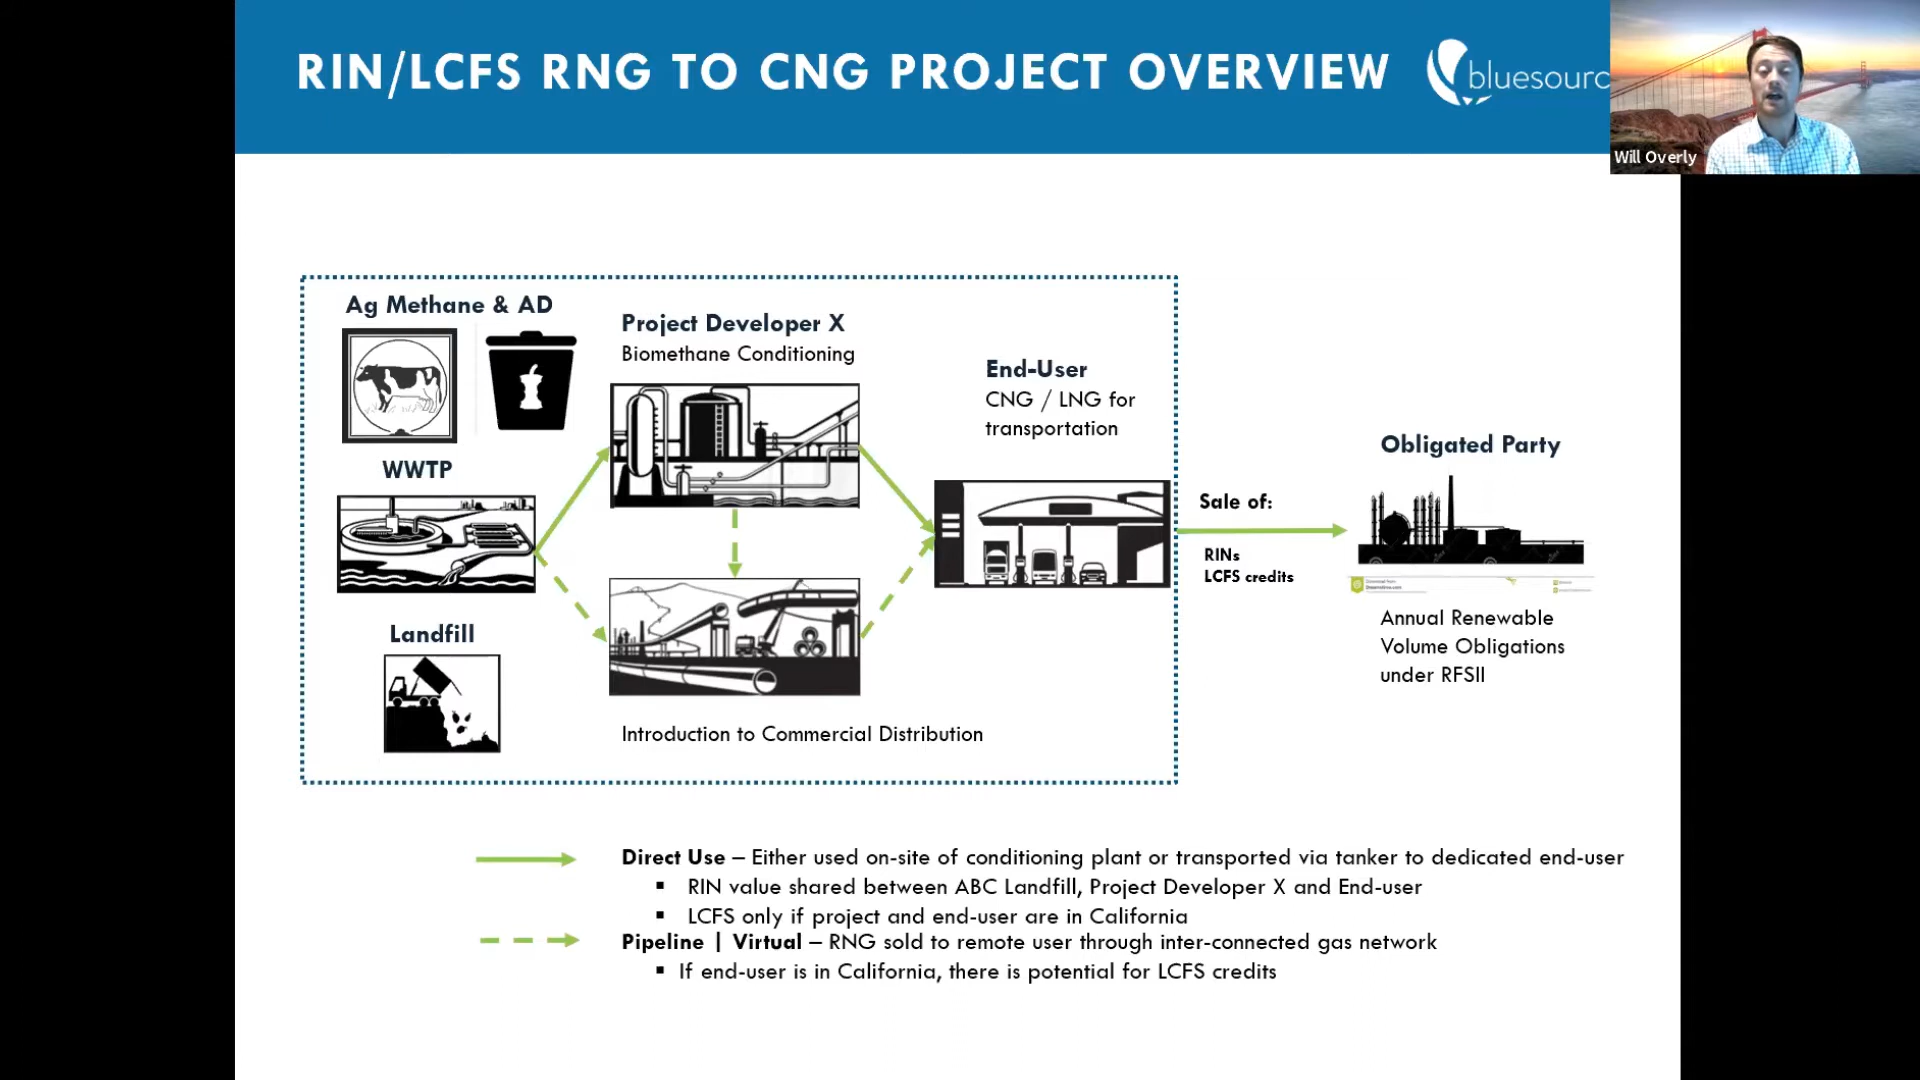 RIN/LCFS RNG TO CNG PROJECT OVERVIEW
bluesourc
Will Overly
Ag Methane & AD
Project Developer X
Biomethane Conditioning
End-User
CNG / LNG for
transportation
WWTP
Obligated Party
Sale of:
RINs
LCFS credits
Annual Renewable
Volume Obligations
under RFSII
Landfill
Introduction to Commercial Distribution
Direct Use – Either used on-site of conditioning plant or transported via tanker to dedicated end-user
▪ RIN value shared between ABC Landfill, Project Developer X and End-user
▪ LCFS only if project and end-user are in California
Pipeline | Virtual – RNG sold to remote user through inter-connected gas network
▪ If end-user is in California, there is potential for LCFS credits